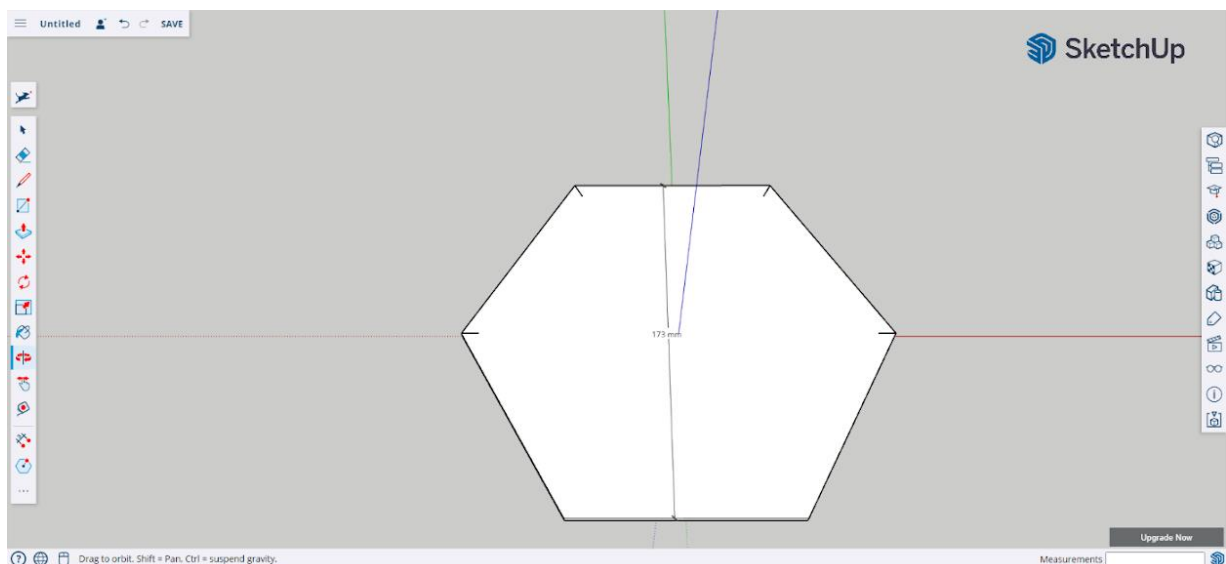 Untitled SAVE
SketchUp
173 mm
Upgrade Now
Drag to orbit. Shift = Pan. Ctrl = suspend gravity.
Measurements